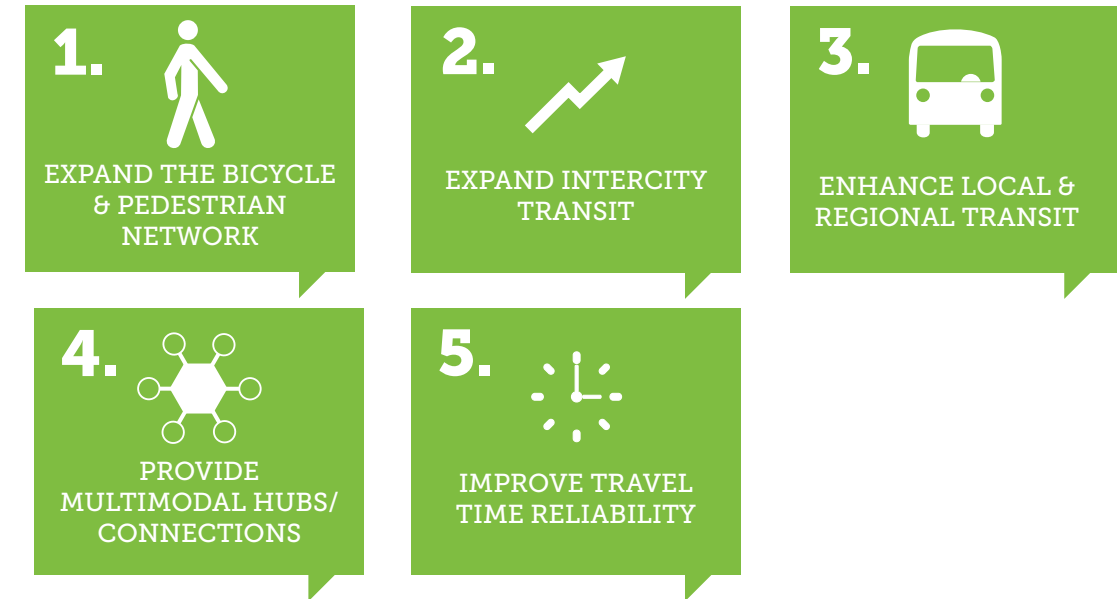 1.
EXPAND THE BICYCLE
& PEDESTRIAN
NETWORK
2.
EXPAND INTERCITY
TRANSIT
3.
ENHANCE LOCAL &
REGIONAL TRANSIT
4.
PROVIDE
MULTIMODAL HUBS/
CONNECTIONS
5.
IMPROVE TRAVEL
TIME RELIABILITY